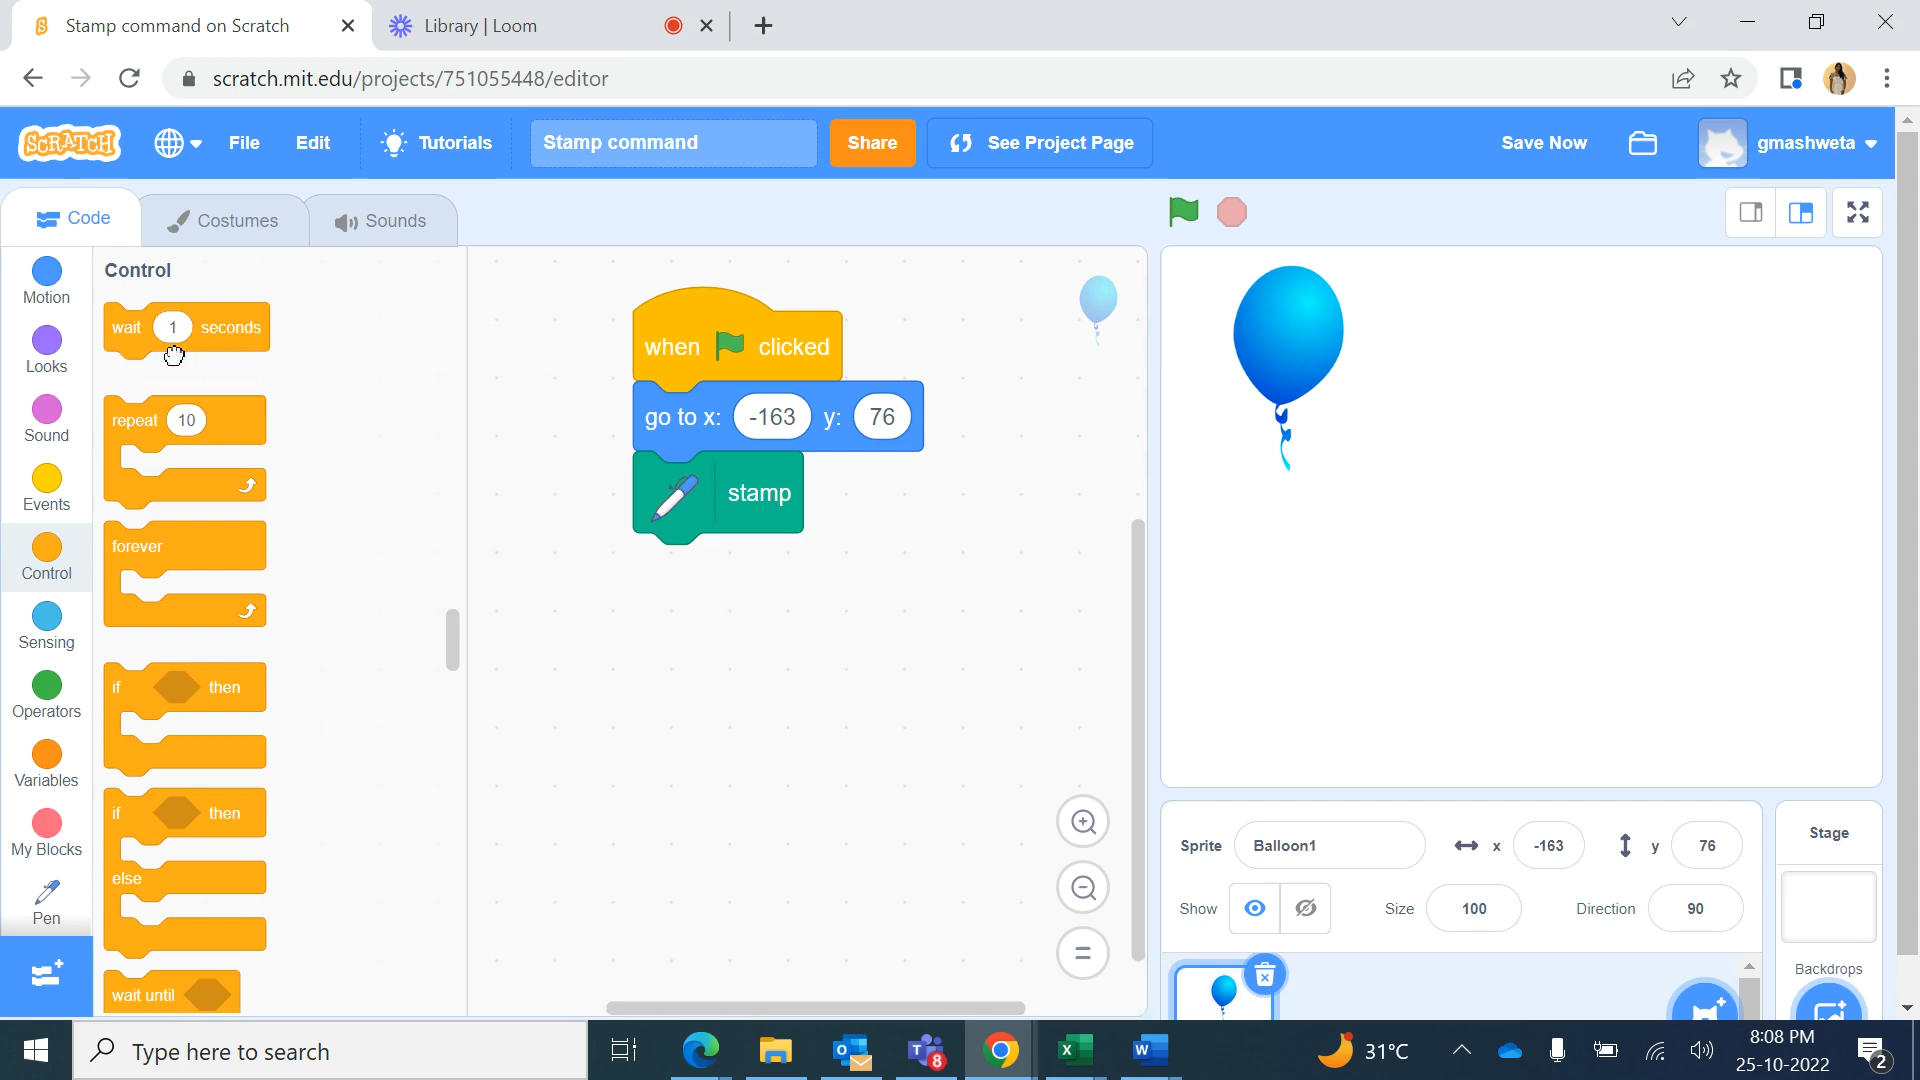 Stamp command on Scratch
Library | Loom
scratch.mit.edu/projects/751055448/editor
SCRATCH
File
Edit
Tutorials
Stamp command
Share
See Project Page
Save Now
gmashweta
Code
Costumes
Sounds
Motion
Looks
Sound
Events
Control
Sensing
Operators
Variables
My Blocks
Pen
Control
wait 1 seconds
repeat 10
forever
if then
if then
else
wait until
when clicked
go to x: -163 y: 76
stamp
Sprite Balloon1 x -163 y 76
Show Size 100 Direction 90
Stage
Backdrops
Type here to search
8
31°C
8:08 PM
25-10-2022
2